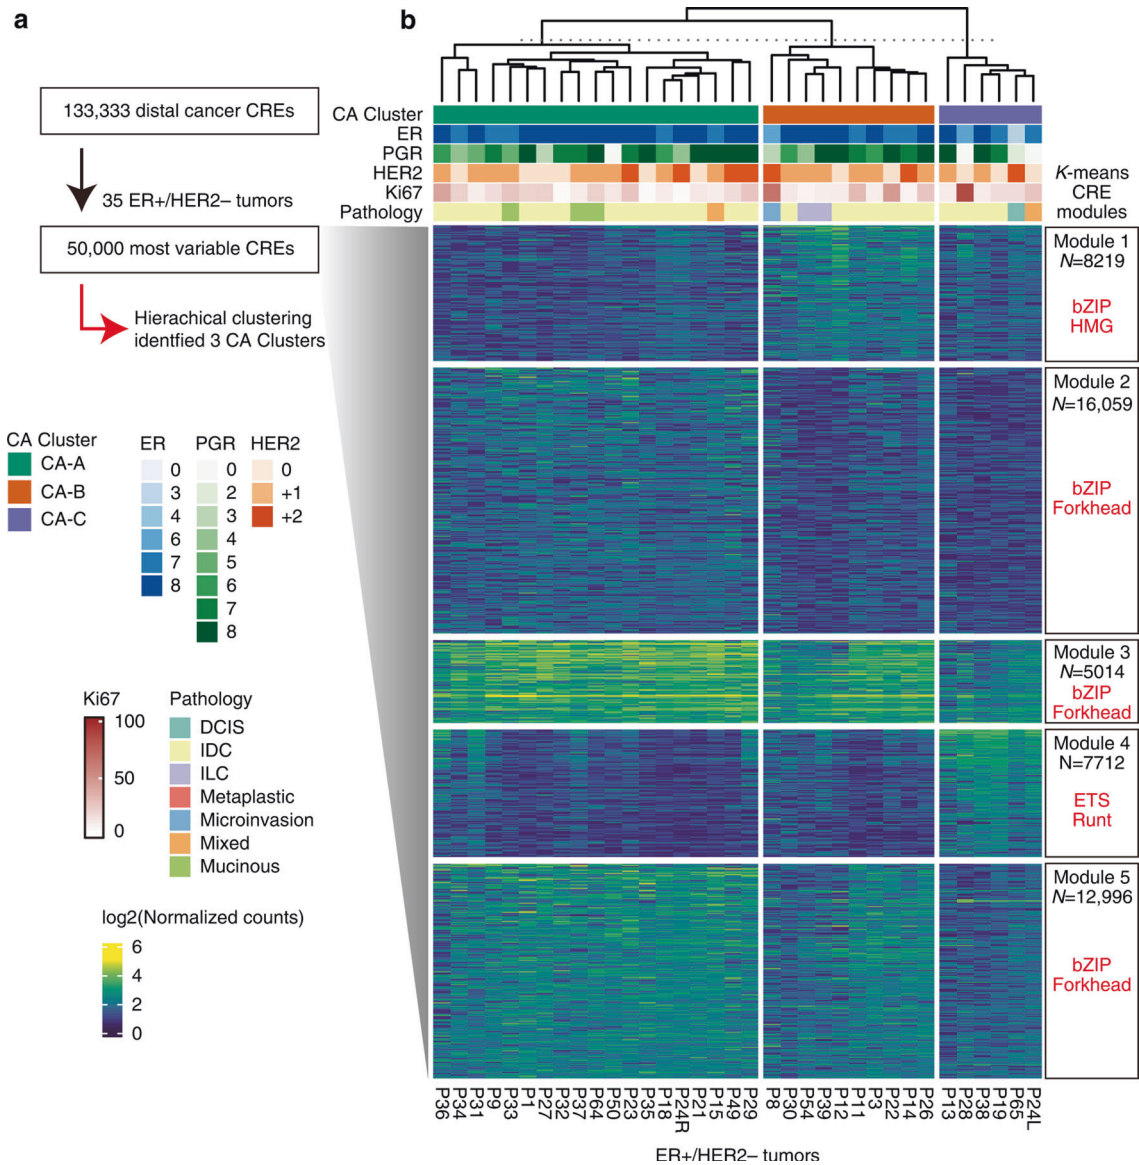 a
133,333 distal cancer CREs
35 ER+/HER2− tumors
50,000 most variable CREs
Hierachical clustering
identfied 3 CA Clusters
CA Cluster
CA-A
CA-B
CA-C
ER
0
3
4
6
7
8
PGR
0
2
3
4
5
6
7
8
HER2
0
+1
+2
Ki67
100
50
0
Pathology
DCIS
IDC
ILC
Metaplastic
Microinvasion
Mixed
Mucinous
log2(Normalized counts)
6
4
2
0
b
CA Cluster
ER
PGR
HER2
Ki67
Pathology
K-means
CRE
modules
Module 1
N=8219
bZIP
HMG
Module 2
N=16,059
bZIP
Forkhead
Module 3
N=5014
bZIP
Forkhead
Module 4
N=7712
ETS
Runt
Module 5
N=12,996
bZIP
Forkhead
P36 P34 P31 P9 P33 P1 P27 P32 P37 P64 P50 P23 P35 P18 P24R P21 P15 P49 P29 P8 P30 P54 P39 P12 P11 P3 P22 P14 P26 P13 P28 P38 P19 P65 P24L
ER+/HER2− tumors